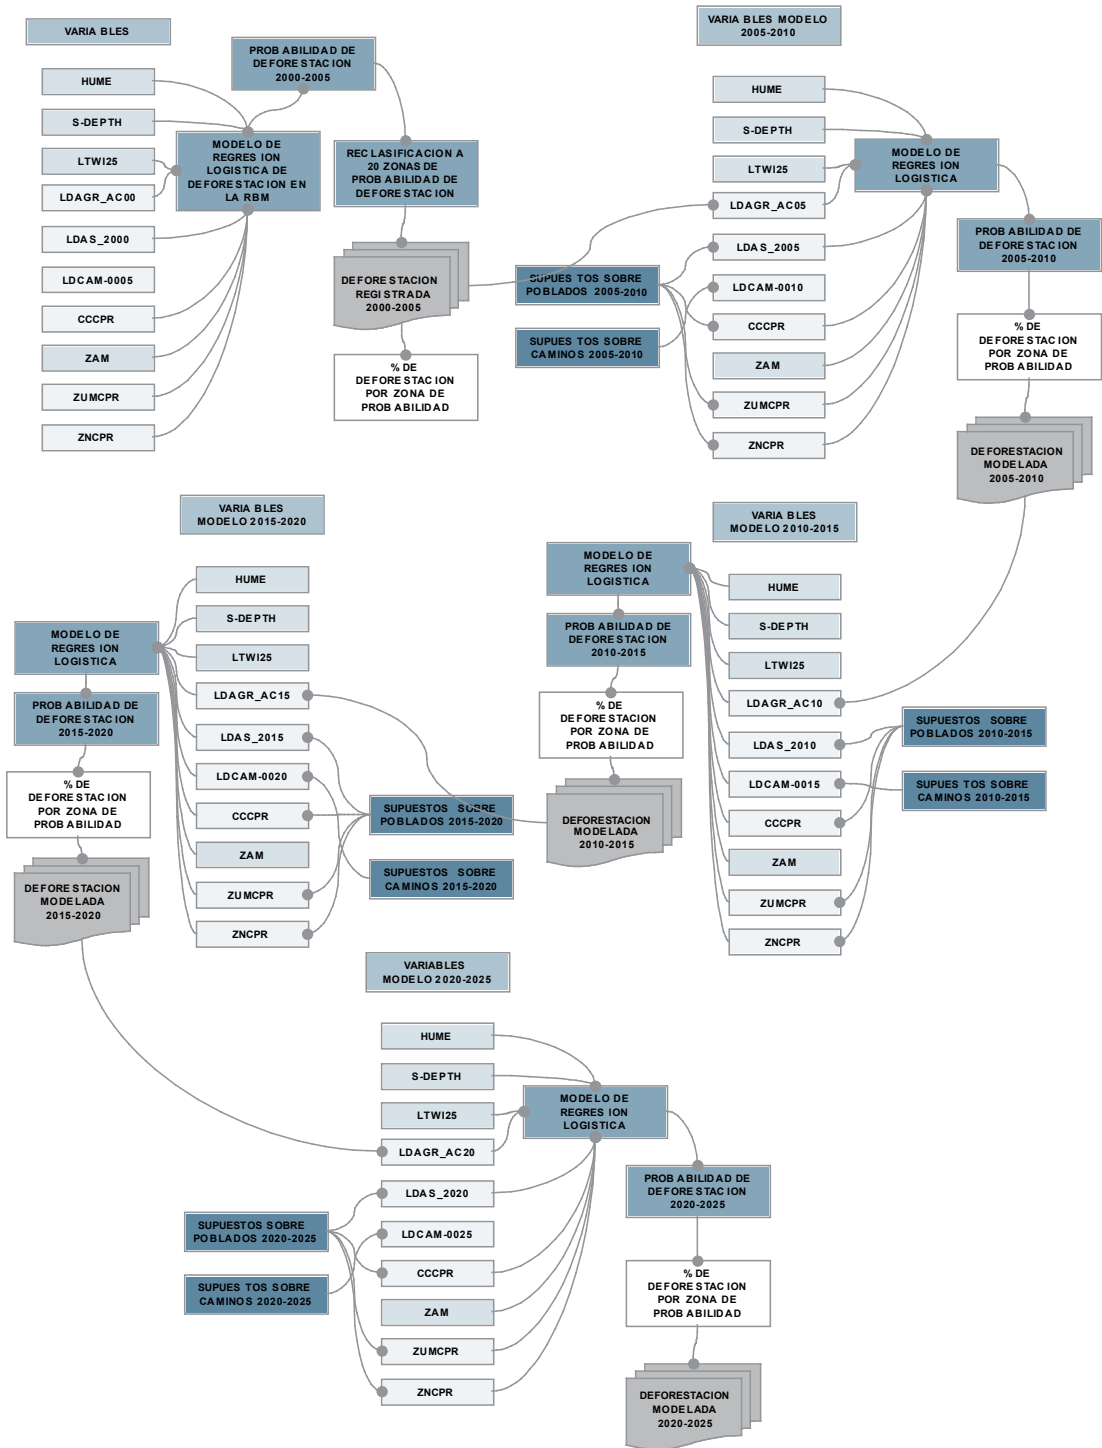 VARIABLES
HUME
S-DEPTH
LTWI25
LDAGR_AC00
LDAS_2000
LDCAM-0005
CCCPR
ZAM
ZUMCPR
ZNCPR
MODELO DE
REGRESION
LOGISTICA DE
DEFORESTACION EN
LA RBM
PROBABILIDAD DE
DEFORESTACION
2000-2005
RECLASIFICACION A
20 ZONAS DE
PROBABILIDAD DE
DEFORESTACION
DEFORESTACION
REGISTRADA
2000-2005
% DE
DEFORESTACION
POR ZONA DE
PROBABILIDAD
VARIABLES MODELO
2005-2010
HUME
S-DEPTH
LTWI25
LDAGR_AC05
LDAS_2005
LDCAM-0010
CCCPR
ZAM
ZUMCPR
ZNCPR
SUPUESTOS SOBRE
POBLADOS 2005-2010
SUPUESTOS SOBRE
CAMINOS 2005-2010
MODELO DE
REGRESION
LOGISTICA
PROBABILIDAD DE
DEFORESTACION
2005-2010
% DE
DEFORESTACION
POR ZONA DE
PROBABILIDAD
DEFORESTACION
MODELADA
2005-2010
VARIABLES
MODELO 2010-2015
MODELO DE
REGRESION
LOGISTICA
PROBABILIDAD DE
DEFORESTACION
2010-2015
% DE
DEFORESTACION
POR ZONA DE
PROBABILIDAD
DEFORESTACION
MODELADA
2010-2015
HUME
S-DEPTH
LTWI25
LDAGR_AC10
LDAS_2010
LDCAM-0015
CCCPR
ZAM
ZUMCPR
ZNCPR
SUPUESTOS SOBRE
POBLADOS 2010-2015
SUPUESTOS SOBRE
CAMINOS 2010-2015
VARIABLES
MODELO 2015-2020
MODELO DE
REGRESION
LOGISTICA
PROBABILIDAD DE
DEFORESTACION
2015-2020
% DE
DEFORESTACION
POR ZONA DE
PROBABILIDAD
DEFORESTACION
MODELADA
2015-2020
HUME
S-DEPTH
LTWI25
LDAGR_AC15
LDAS_2015
LDCAM-0020
CCCPR
ZAM
ZUMCPR
ZNCPR
SUPUESTOS SOBRE
POBLADOS 2015-2020
SUPUESTOS SOBRE
CAMINOS 2015-2020
VARIABLES
MODELO 2020-2025
HUME
S-DEPTH
LTWI25
LDAGR_AC20
LDAS_2020
LDCAM-0025
CCCPR
ZAM
ZUMCPR
ZNCPR
SUPUESTOS SOBRE
POBLADOS 2020-2025
SUPUESTOS SOBRE
CAMINOS 2020-2025
MODELO DE
REGRESION
LOGISTICA
PROBABILIDAD DE
DEFORESTACION
2020-2025
% DE
DEFORESTACION
POR ZONA DE
PROBABILIDAD
DEFORESTACION
MODELADA
2020-2025